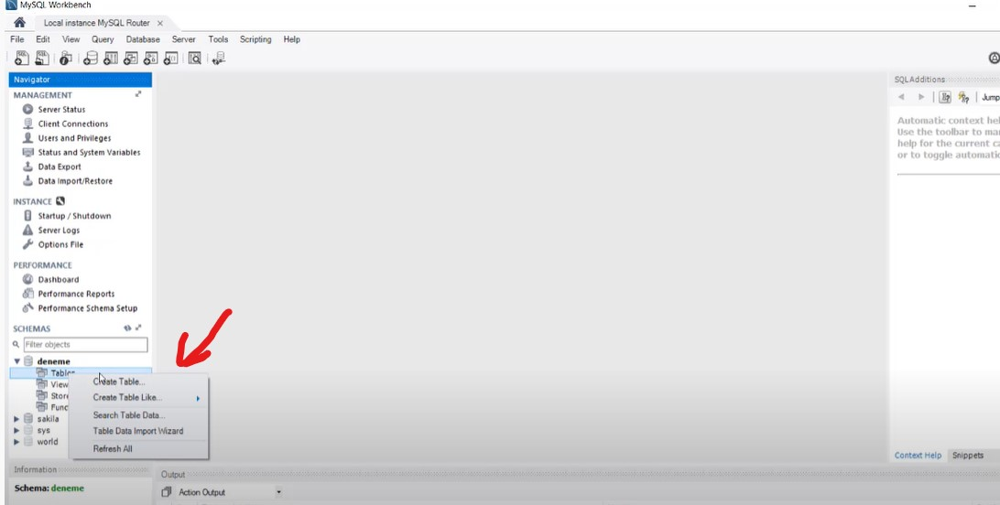 MySQL Workbench
Local instance MySQL Router
File Edit View Query Database Server Tools Scripting Help
Navigator
MANAGEMENT
Server Status
Client Connections
Users and Privileges
Status and System Variables
Data Export
Data Import/Restore
INSTANCE
Startup / Shutdown
Server Logs
Options File
PERFORMANCE
Dashboard
Performance Reports
Performance Schema Setup
SCHEMAS
Filter objects
deneme
Tables
View
Stor
Func
sakila
sys
world
Create Table...
Create Table Like...
Search Table Data...
Table Data Import Wizard
Refresh All
Information
Schema: deneme
Output
Action Output
SQLAdditions
Jump
Automatic context hel
Use the toolbar to ma
help for the current ca
or to toggle automatic
Context Help Snippets